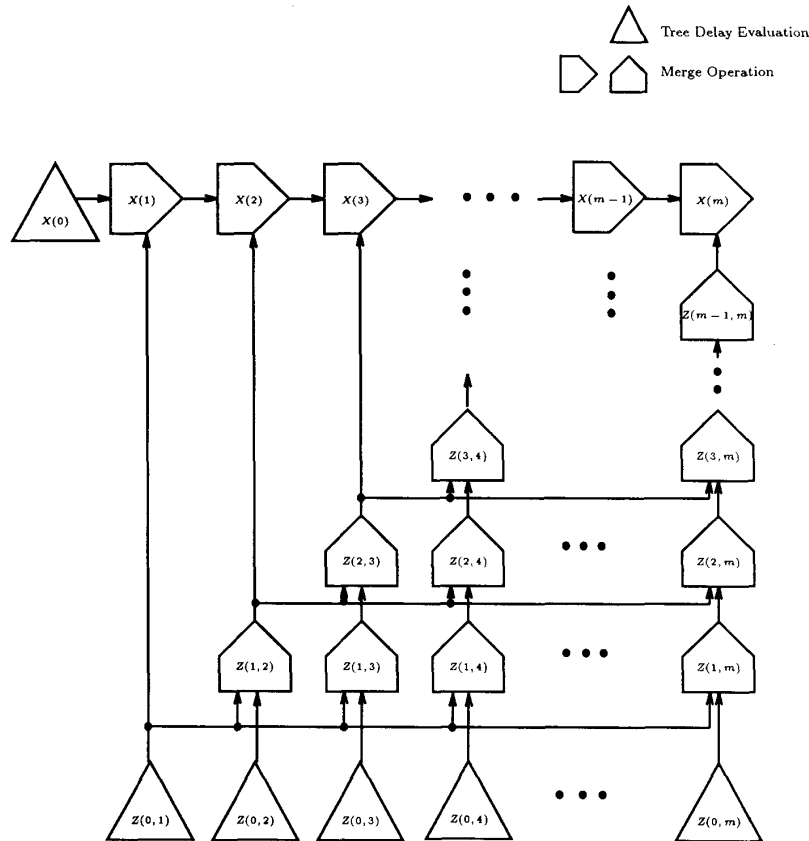 Tree Delay Evaluation
Merge Operation
X(0)
X(1)
X(2)
X(3)
X(m − 1)
X(m)
Z(m − 1, m)
Z(3, 4)
Z(3, m)
Z(2, 3)
Z(2, 4)
Z(2, m)
Z(1, 2)
Z(1, 3)
Z(1, 4)
Z(1, m)
Z(0, 1)
Z(0, 2)
Z(0, 3)
Z(0, 4)
Z(0, m)